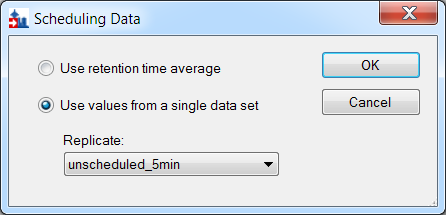 Scheduling Data
Use retention time average
OK
Use values from a single data set
Cancel
Replicate:
unscheduled_5min